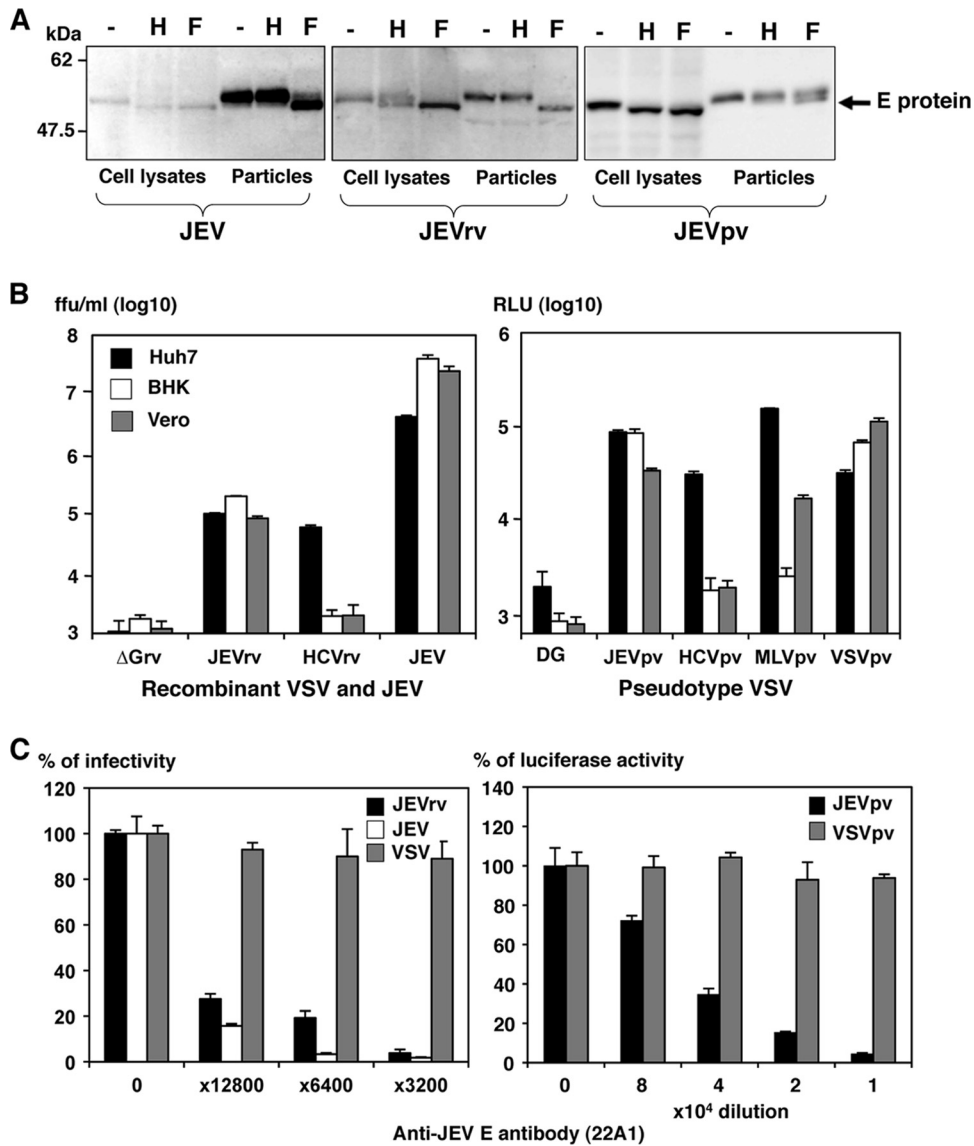 A
kDa
- H F - H F
- H F - H F
- H F - H F
62
47.5
E protein
Cell lysates Particles
Cell lysates Particles
Cell lysates Particles
JEV
JEVrv
JEVpv
B
ffu/ml (log10)
8
7
6
5
4
3
Huh7
BHK
Vero
ΔGrv JEVrv HCVrv JEV
Recombinant VSV and JEV
RLU (log10)
6
5
4
3
DG JEVpv HCVpv MLVpv VSVpv
Pseudotype VSV
C
% of infectivity
120
100
80
60
40
20
0
JEVrv
JEV
VSV
0 x12800 x6400 x3200
% of luciferase activity
140
120
100
80
60
40
20
0
JEVpv
VSVpv
0 8 4 2 1
x10⁴ dilution
Anti-JEV E antibody (22A1)